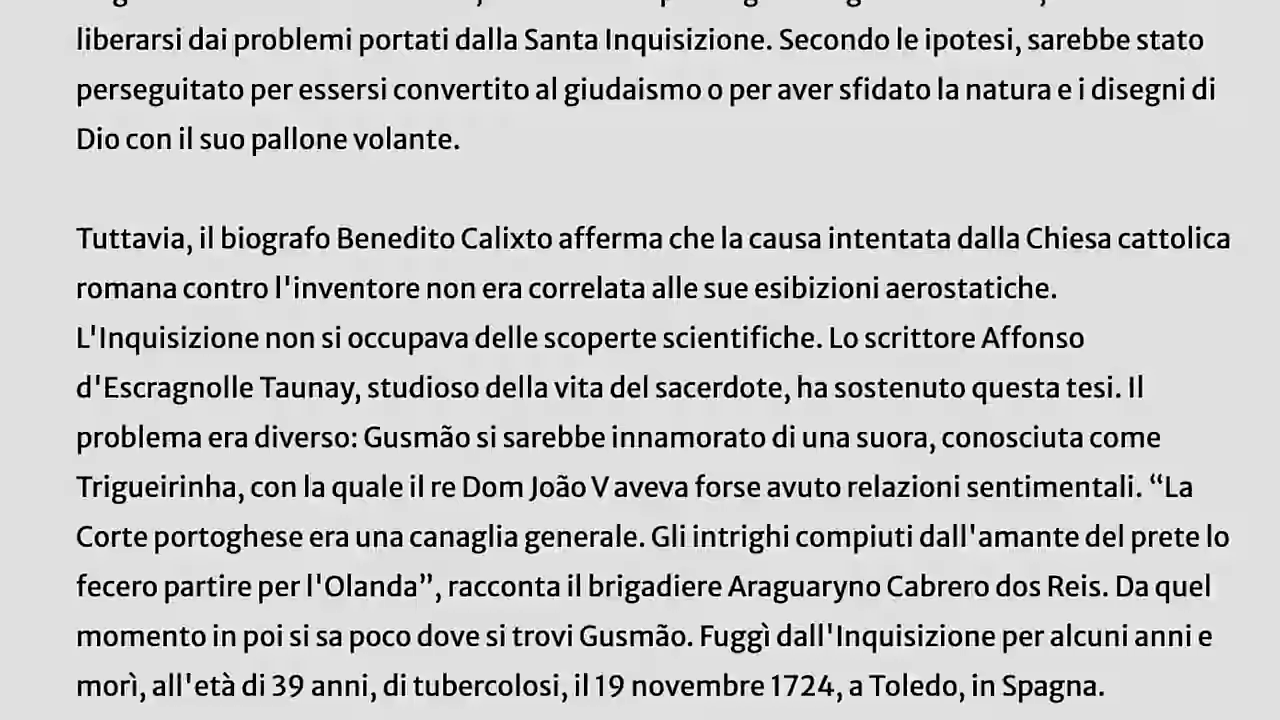 liberarsi dai problemi portati dalla Santa Inquisizione. Secondo le ipotesi, sarebbe stato
perseguitato per essersi convertito al giudaismo o per aver sfidato la natura e i disegni di
Dio con il suo pallone volante.
Tuttavia, il biografo Benedito Calixto afferma che la causa intentata dalla Chiesa cattolica
romana contro l'inventore non era correlata alle sue esibizioni aerostatiche.
L'Inquisizione non si occupava delle scoperte scientifiche. Lo scrittore Affonso
d'Escragnolle Taunay, studioso della vita del sacerdote, ha sostenuto questa tesi. Il
problema era diverso: Gusmão si sarebbe innamorato di una suora, conosciuta come
Trigueirinha, con la quale il re Dom João V aveva forse avuto relazioni sentimentali. “La
Corte portoghese era una canaglia generale. Gli intrighi compiuti dall'amante del prete lo
fecero partire per l'Olanda”, racconta il brigadiere Araguaryno Cabrero dos Reis. Da quel
momento in poi si sa poco dove si trovi Gusmão. Fuggì dall'Inquisizione per alcuni anni e
morì, all'età di 39 anni, di tubercolosi, il 19 novembre 1724, a Toledo, in Spagna.